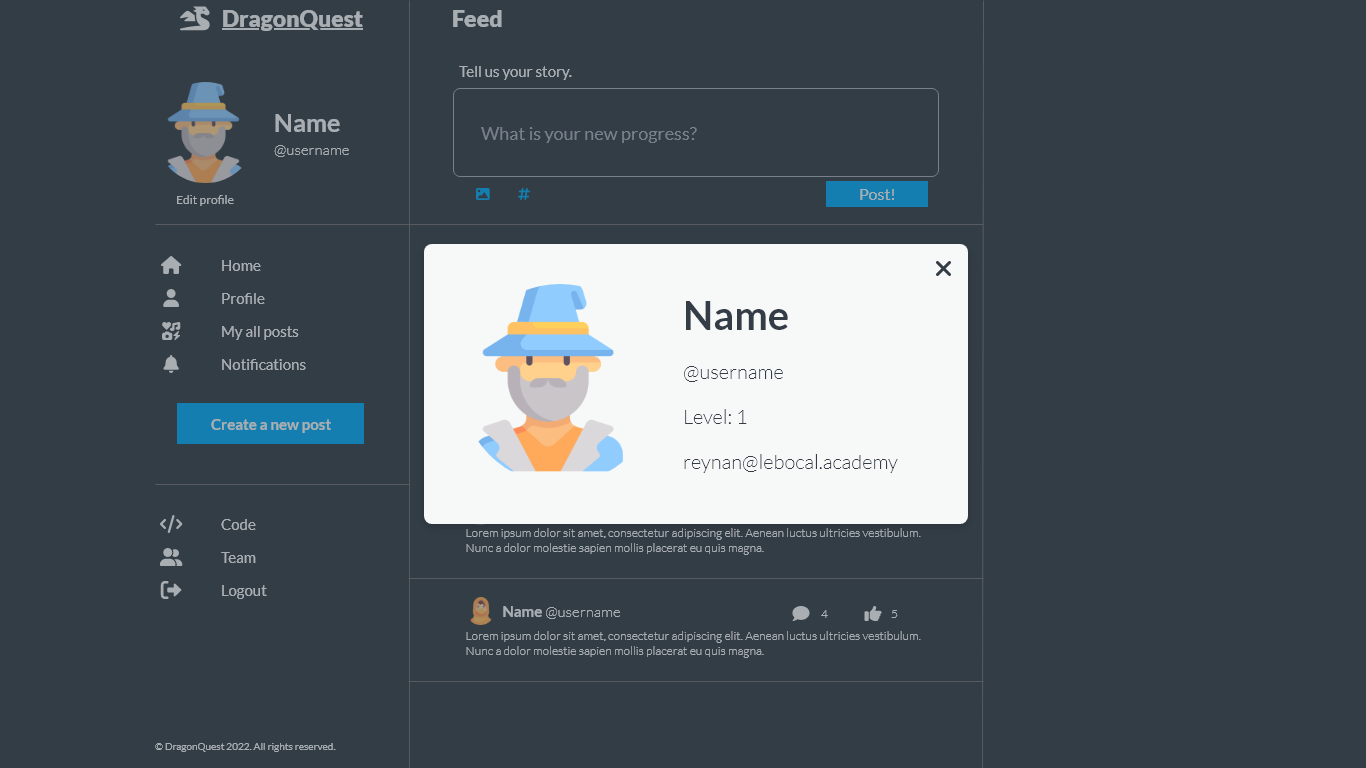 DragonQuest
Name
@username
Edit profile
Home
Profile
My all posts
Notifications
Create a new post
Code
Team
Logout
© DragonQuest 2022. All rights reserved.
Feed
Tell us your story.
What is your new progress?
#
Post!
Name
@username
Level: 1
reynan@lebocal.academy
Lorem ipsum dolor sit amet, consectetur adipiscing elit. Aenean luctus ultricies vestibulum.
Nunc a dolor molestie sapien mollis placerat eu quis magna.
Name @username 4 5
Lorem ipsum dolor sit amet, consectetur adipiscing elit. Aenean luctus ultricies vestibulum.
Nunc a dolor molestie sapien mollis placerat eu quis magna.